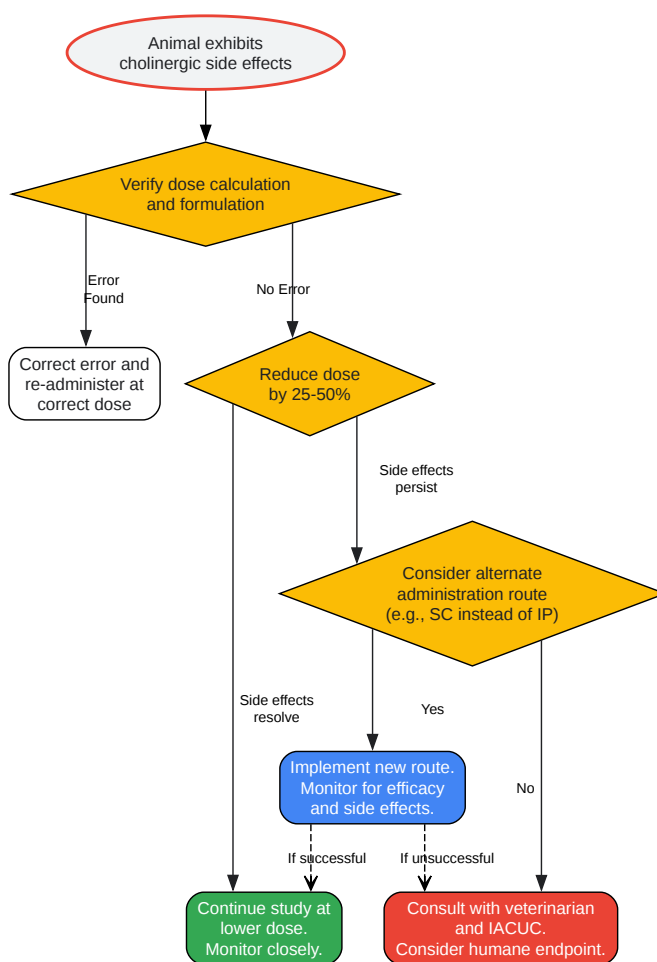 Animal exhibits
cholinergic side effects
Verify dose calculation
and formulation
Error
Found
No Error
Correct error and
re-administer at
correct dose
Reduce dose
by 25-50%
Side effects
persist
Consider alternate
administration route
(e.g., SC instead of IP)
Side effects
resolve
Yes
Implement new route.
Monitor for efficacy
and side effects.
No
If successful
If unsuccessful
Continue study at
lower dose.
Monitor closely.
Consult with veterinarian
and IACUC.
Consider humane endpoint.